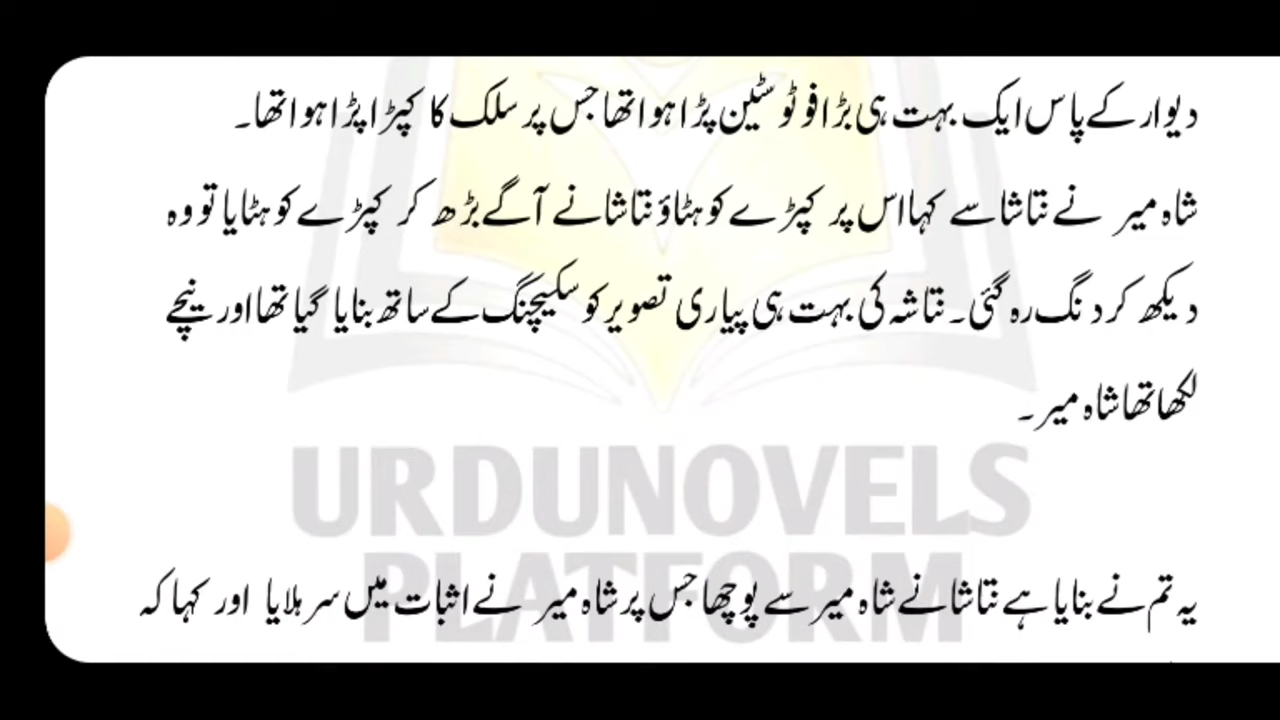 دیوار کے پاس ایک بہت ہی بڑا فوٹو سٹین پڑا ہوا تھا جس پر سلک کا کپڑا پڑا ہوا تھا۔
شاہ میر نے نتاشا سے کہا اس پر کپڑے کو ہٹاؤ نتاشا نے آگے بڑھ کر کپڑے کو ہٹایا تو وہ
دیکھ کر دنگ رہ گئی۔ نتاشہ کی بہت ہی پیاری تصویر کو سکیچنگ کے ساتھ بنایا گیا تھا اور نیچے
لکھا تھا شاہ میر۔
URDUNOVELS
PLATFORM
یہ تم نے بنایا ہے نتاشا نے شاہ میر سے پوچھا جس پر شاہ میر نے اثبات میں سر ہلایا اور کہا کہ